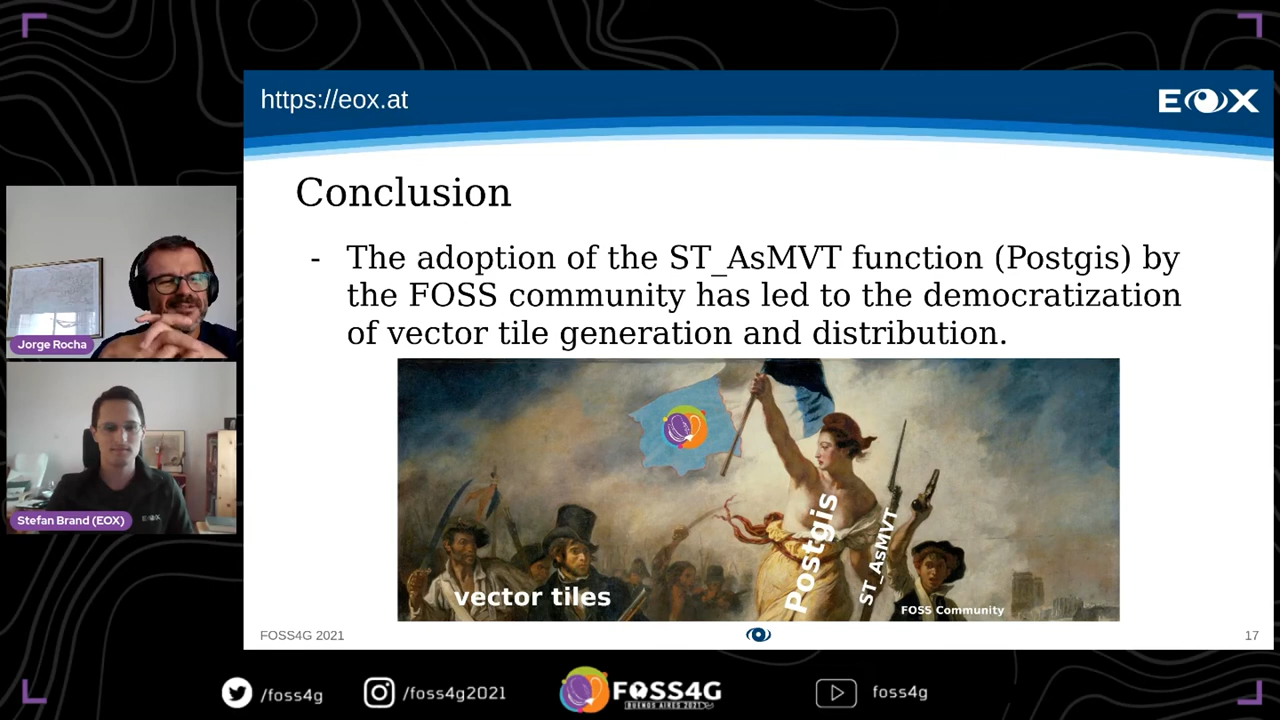 https://eox.at
EOX
Conclusion
- The adoption of the ST_AsMVT function (Postgis) by
the FOSS community has led to the democratization
of vector tile generation and distribution.
Jorge Rocha
Stefan Brand (EOX)
EOX
vector tiles
Postgis
ST_AsMVT
FOSS Community
FOSS4G 2021
17
/foss4g
/foss4g2021
FOSS4G
BUENOS AIRES 2021
foss4g